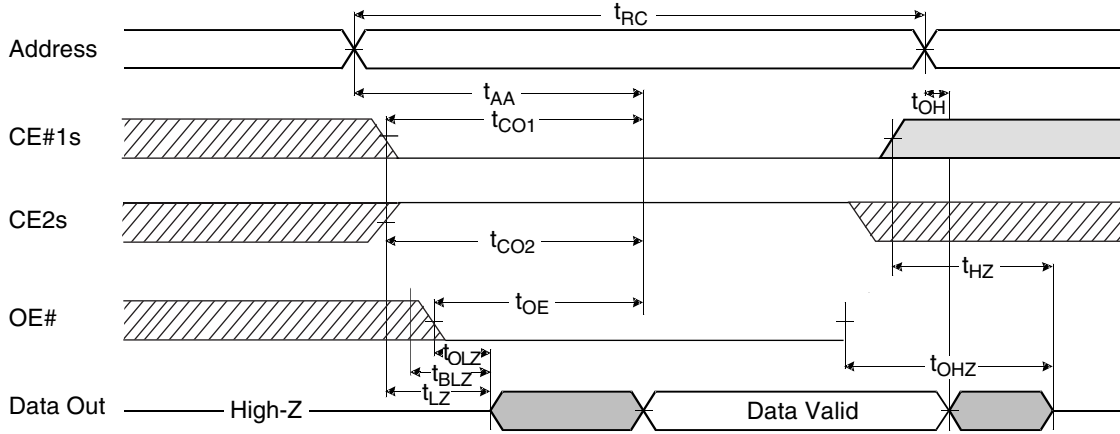 tRC
Address
tAA
tOH
CE#1s
tCO1
CE2s
tCO2
tHZ
OE#
tOE
tOLZ
tBLZ
tOHZ
tLZ
Data Out
High-Z
Data Valid